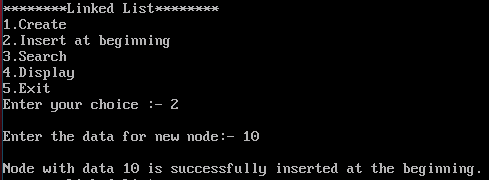 ********Linked List********
1.Create
2.Insert at beginning
3.Search
4.Display
5.Exit
Enter your choice :- 2
Enter the data for new node:- 10
Node with data 10 is successfully inserted at the beginning.